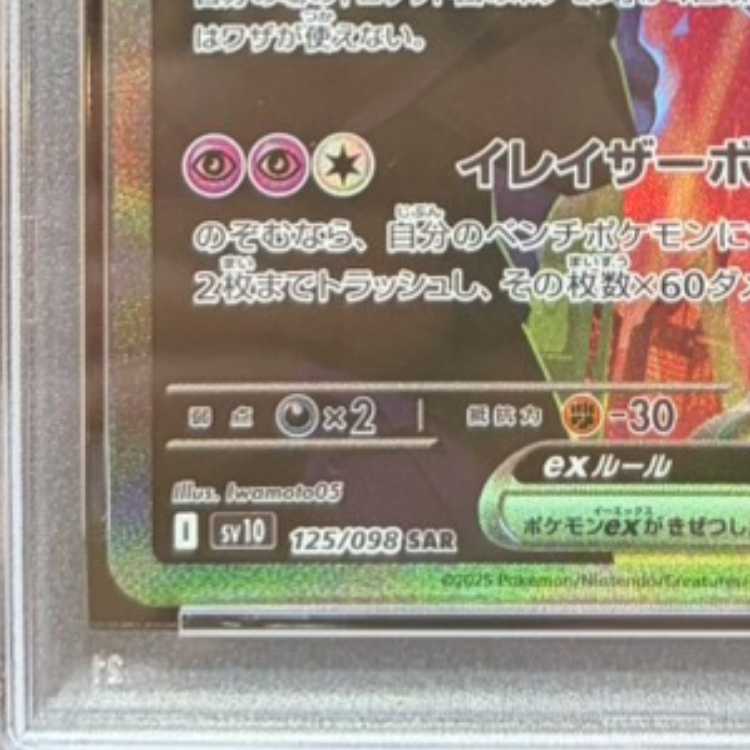 はワザが使えない。
イレイザーボ
のぞむなら、自分のベンチポケモンに
2枚までトラッシュし、その枚数×60ダメ
弱点 ×2 抵抗力 -30
exルール
Illus. Iwamoto05
ポケモンexがきぜつし
I sv10 125/098 SAR
©2025 Pokémon/Nintendo/Creatures